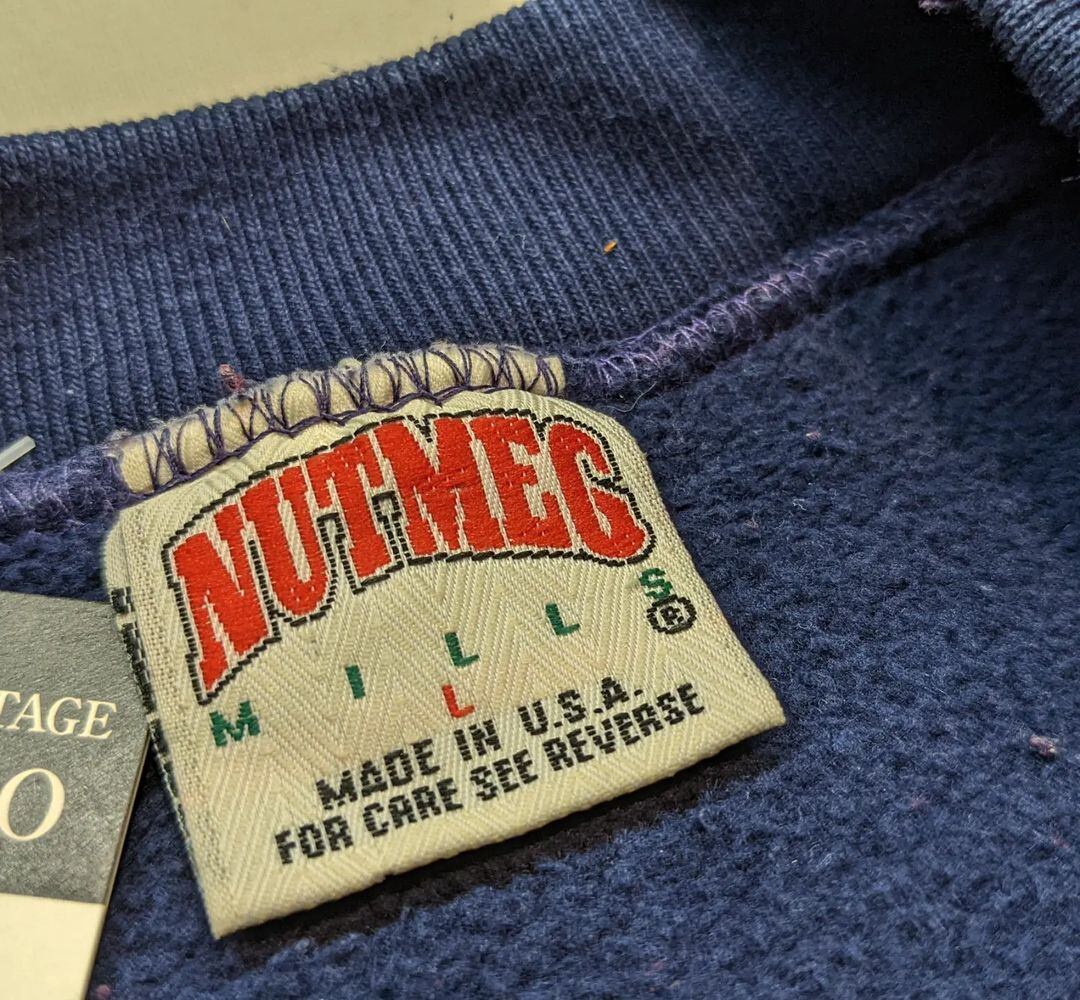 NUTMEG
MILLS®
L
MADE IN U.S.A.
FOR CARE SEE REVERSE
TAGE
O